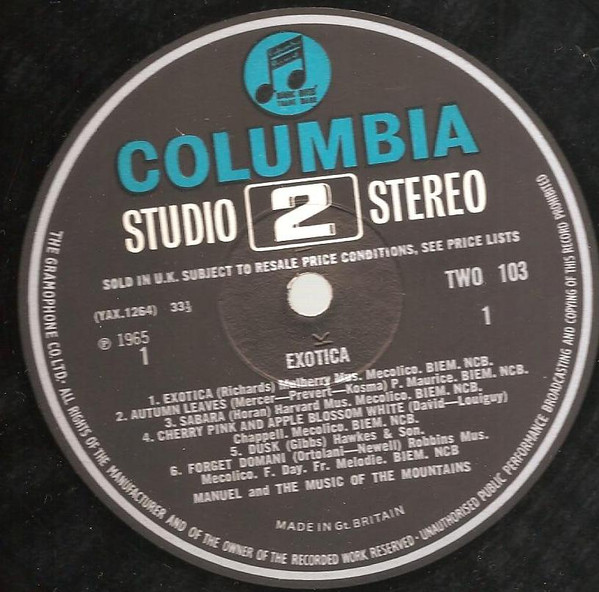 COLUMBIA
STUDIO 2 STEREO
SOLD IN U.K. SUBJECT TO RESALE PRICE CONDITIONS, SEE PRICE LISTS
(YAX.1264) 33⅓
TWO 103
℗ 1965
1
1
EXOTICA
1. EXOTICA (Richards) Mulberry Mus. Mecolico. BIEM. NCB.
2. AUTUMN LEAVES (Mercer—Prevert—Kosma) P. Maurice. BIEM. NCB.
3. SABARA (Horan) Harvard Mus. Mecolico. BIEM. NCB.
4. CHERRY PINK AND APPLE BLOSSOM WHITE (David—Louiguy)
Chappell. Mecolico. BIEM. NCB.
5. DUSK (Gibbs) Hawkes & Son.
6. FORGET DOMANI (Ortolani—Newell) Robbins Mus.
Mecolico. F. Day. Fr. Melodie. BIEM. NCB
MANUEL and THE MUSIC OF THE MOUNTAINS
MADE IN Gt. BRITAIN
THE GRAMOPHONE CO. LTD. · ALL RIGHTS OF THE MANUFACTURER AND OF THE OWNER OF THE RECORDED WORK RESERVED · UNAUTHORISED PUBLIC PERFORMANCE BROADCASTING AND COPYING OF THIS RECORD PROHIBITED